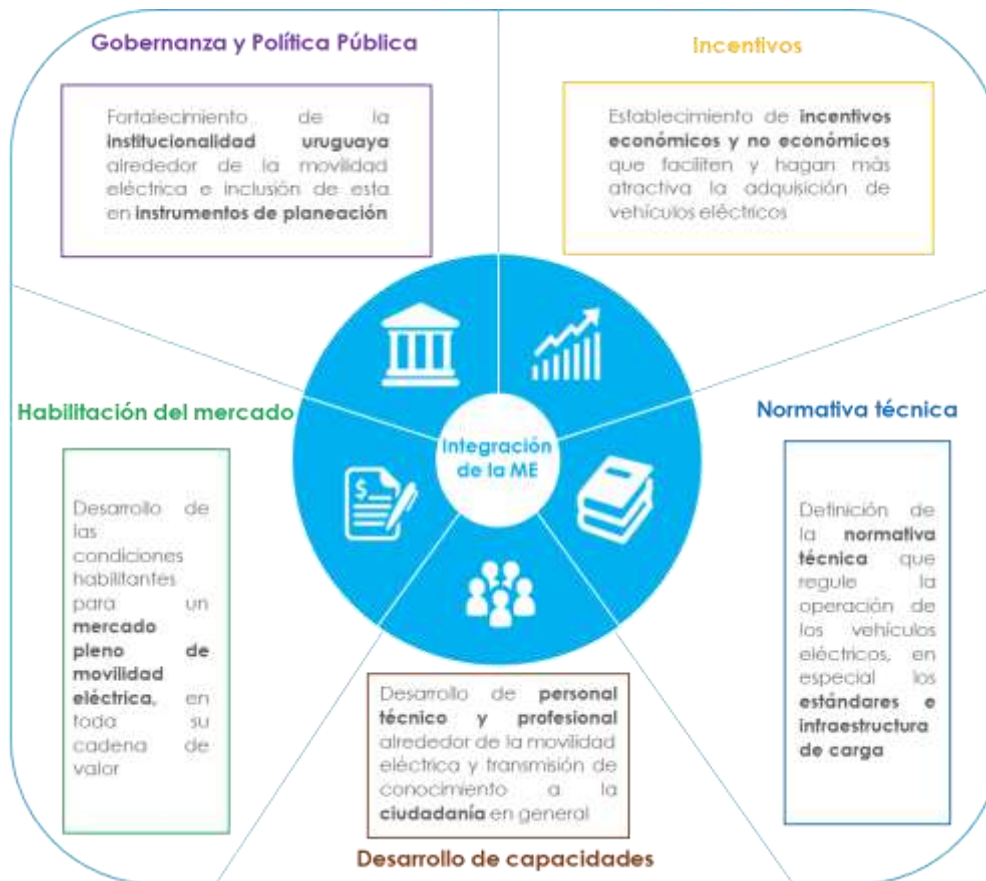 Gobernanza y Política Pública
Fortalecimiento de la
institucionalidad uruguaya
alrededor de la movilidad
eléctrica e inclusión de esta
en instrumentos de planeación
Incentivos
Establecimiento de incentivos
económicos y no económicos
que faciliten y hagan más
atractiva la adquisición de
vehículos eléctricos
Habilitación del mercado
Desarrollo de
las
condiciones
habilitantes
para un
mercado
pleno de
movilidad
eléctrica, en
toda su
cadena de
valor
Integración
de la ME
$
Normativa técnica
Definición de
la normativa
técnica que
regule la
operación de
los vehículos
eléctricos, en
especial los
estándares e
infraestructura
de carga
Desarrollo de personal
técnico y profesional
alrededor de la movilidad
eléctrica y transmisión de
conocimiento a la
ciudadanía en general
Desarrollo de capacidades